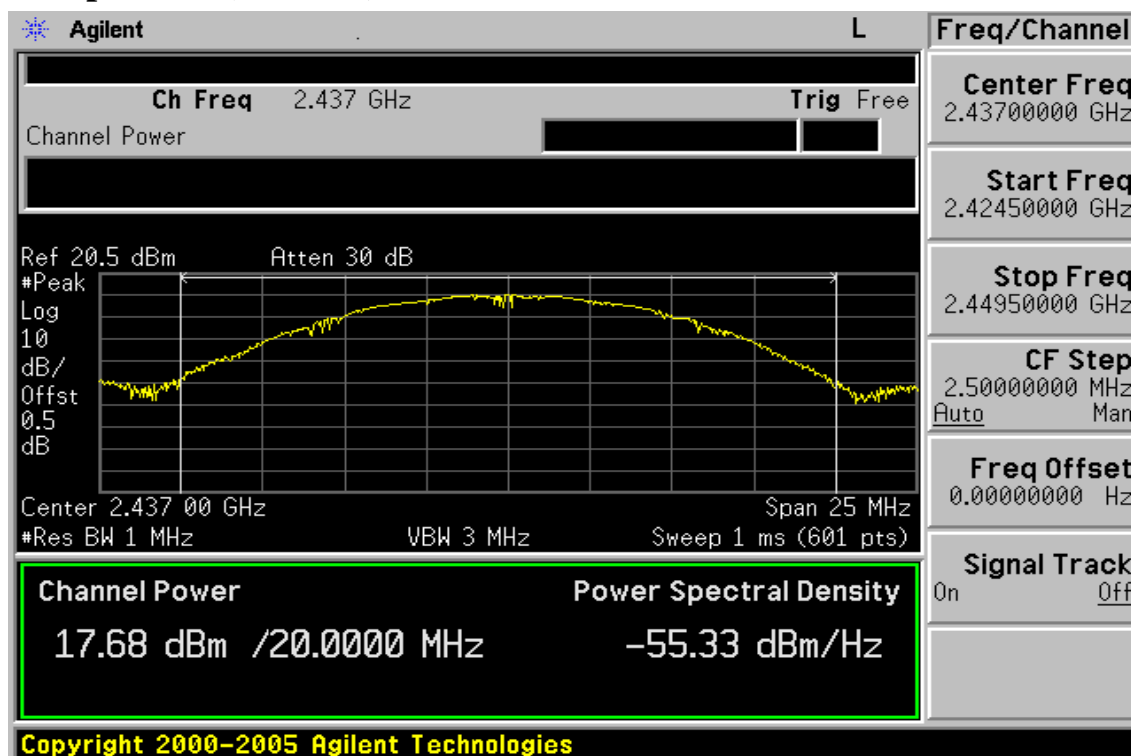 Agilent L
Ch Freq 2.437 GHz Trig Free
Channel Power
Ref 20.5 dBm Atten 30 dB
#Peak
Log
10
dB/
Offst
0.5
dB
Center 2.437 00 GHz Span 25 MHz
#Res BW 1 MHz VBW 3 MHz Sweep 1 ms (601 pts)
Channel Power Power Spectral Density
17.68 dBm /20.0000 MHz -55.33 dBm/Hz
Copyright 2000-2005 Agilent Technologies
Freq/Channel
Center Freq
2.43700000 GHz
Start Freq
2.42450000 GHz
Stop Freq
2.44950000 GHz
CF Step
2.50000000 MHz
Auto Man
Freq Offset
0.00000000 Hz
Signal Track
On Off